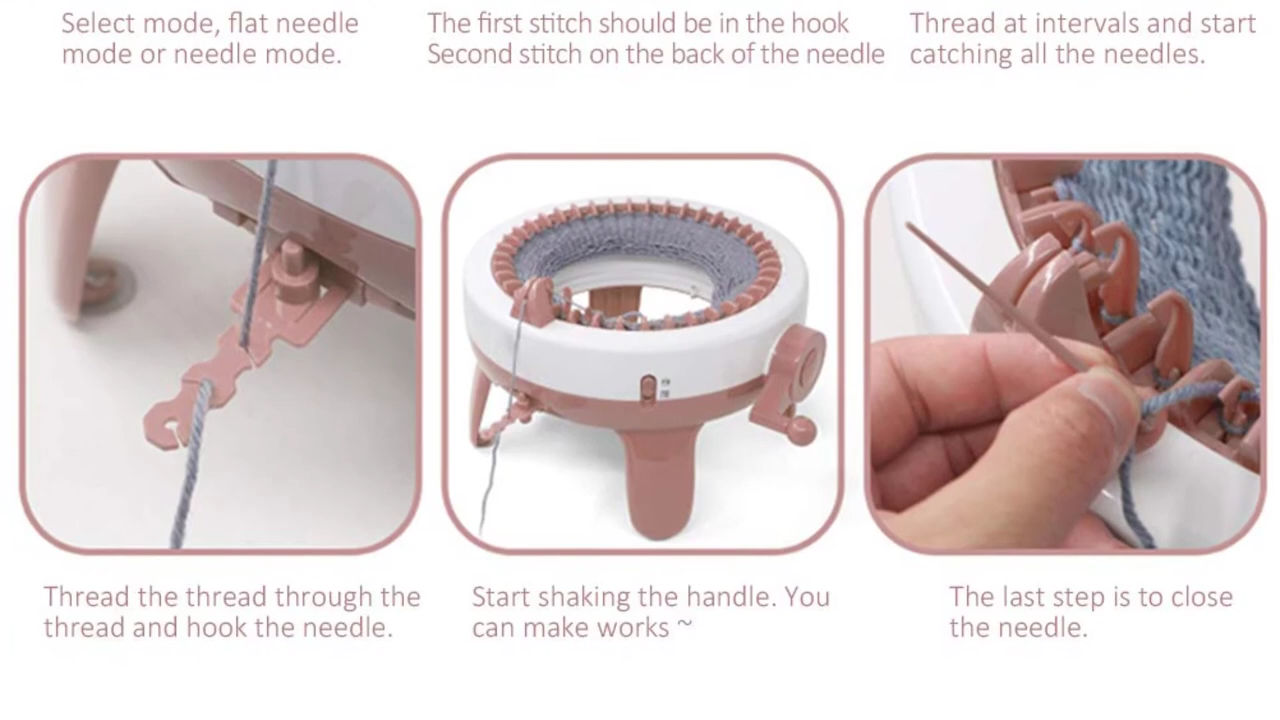 Select mode, flat needle
mode or needle mode.
The first stitch should be in the hook
Second stitch on the back of the needle
Thread at intervals and start
catching all the needles.
Thread the thread through the
thread and hook the needle.
Start shaking the handle. You
can make works ~
The last step is to close
the needle.